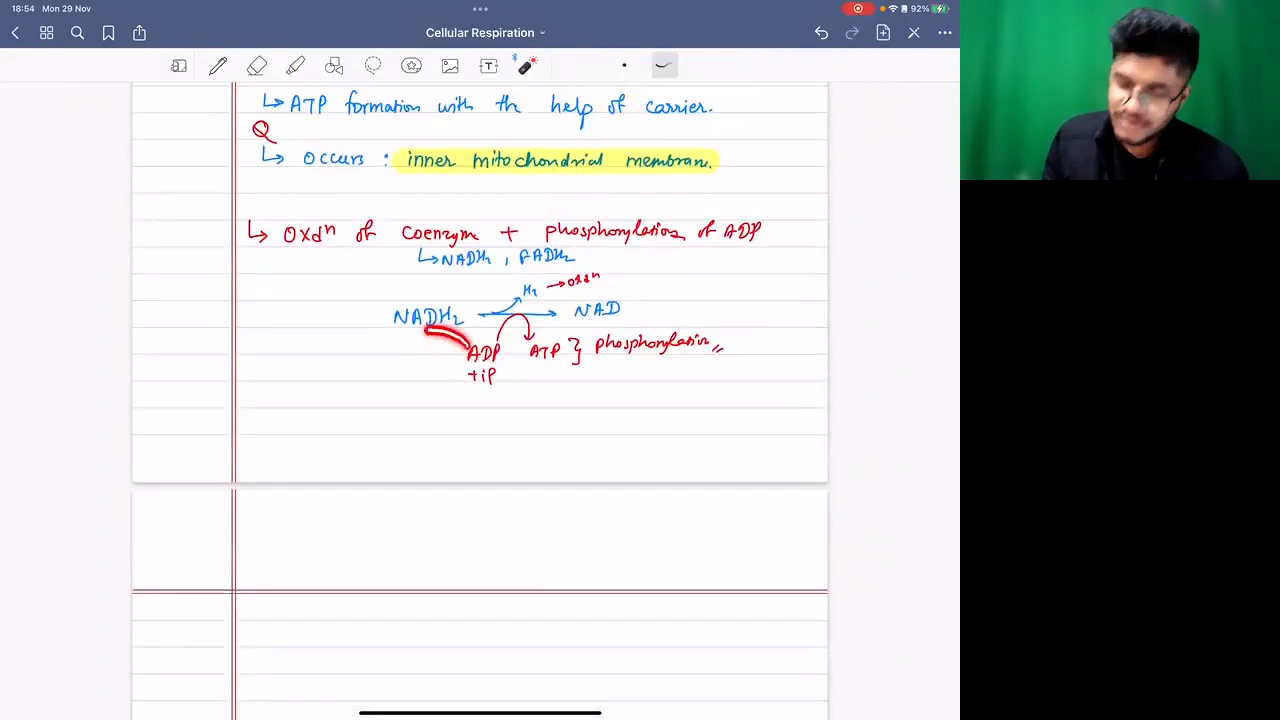 18:54 Mon 29 Nov
92%
Cellular Respiration
↳ ATP formation with the help of carrier.
Q
↳ Occurs : inner mitochondrial membran.
↳ Oxdⁿ of coenzym + phosphorylation of ADP
↳ NADH₂ , FADH₂
H₂ → Oxdⁿ
NADH₂ → NAD
ADP ATP } phosphorylation
+ iP